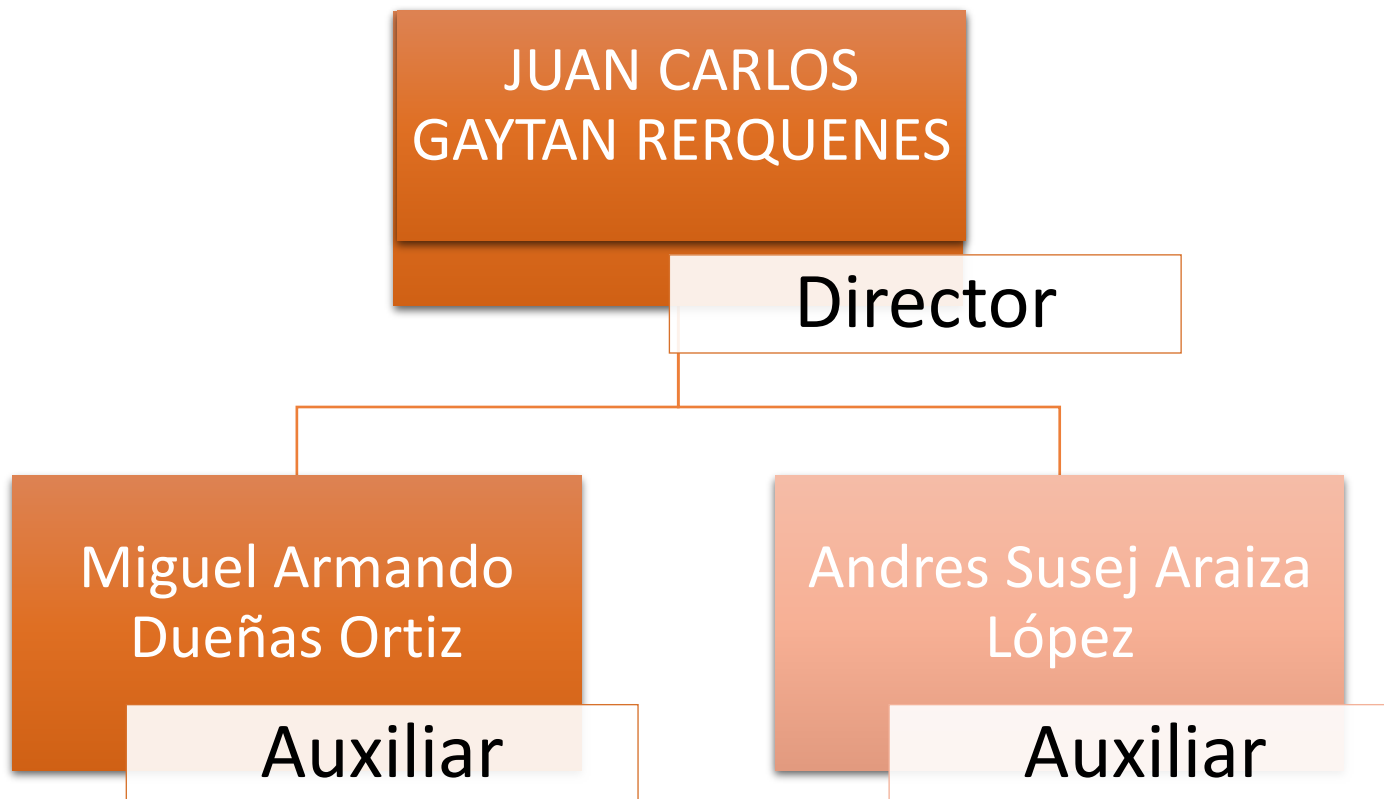 JUAN CARLOS
GAYTAN RERQUENES
Director
Miguel Armando
Dueñas Ortiz
Auxiliar
Andres Susej Araiza
López
Auxiliar